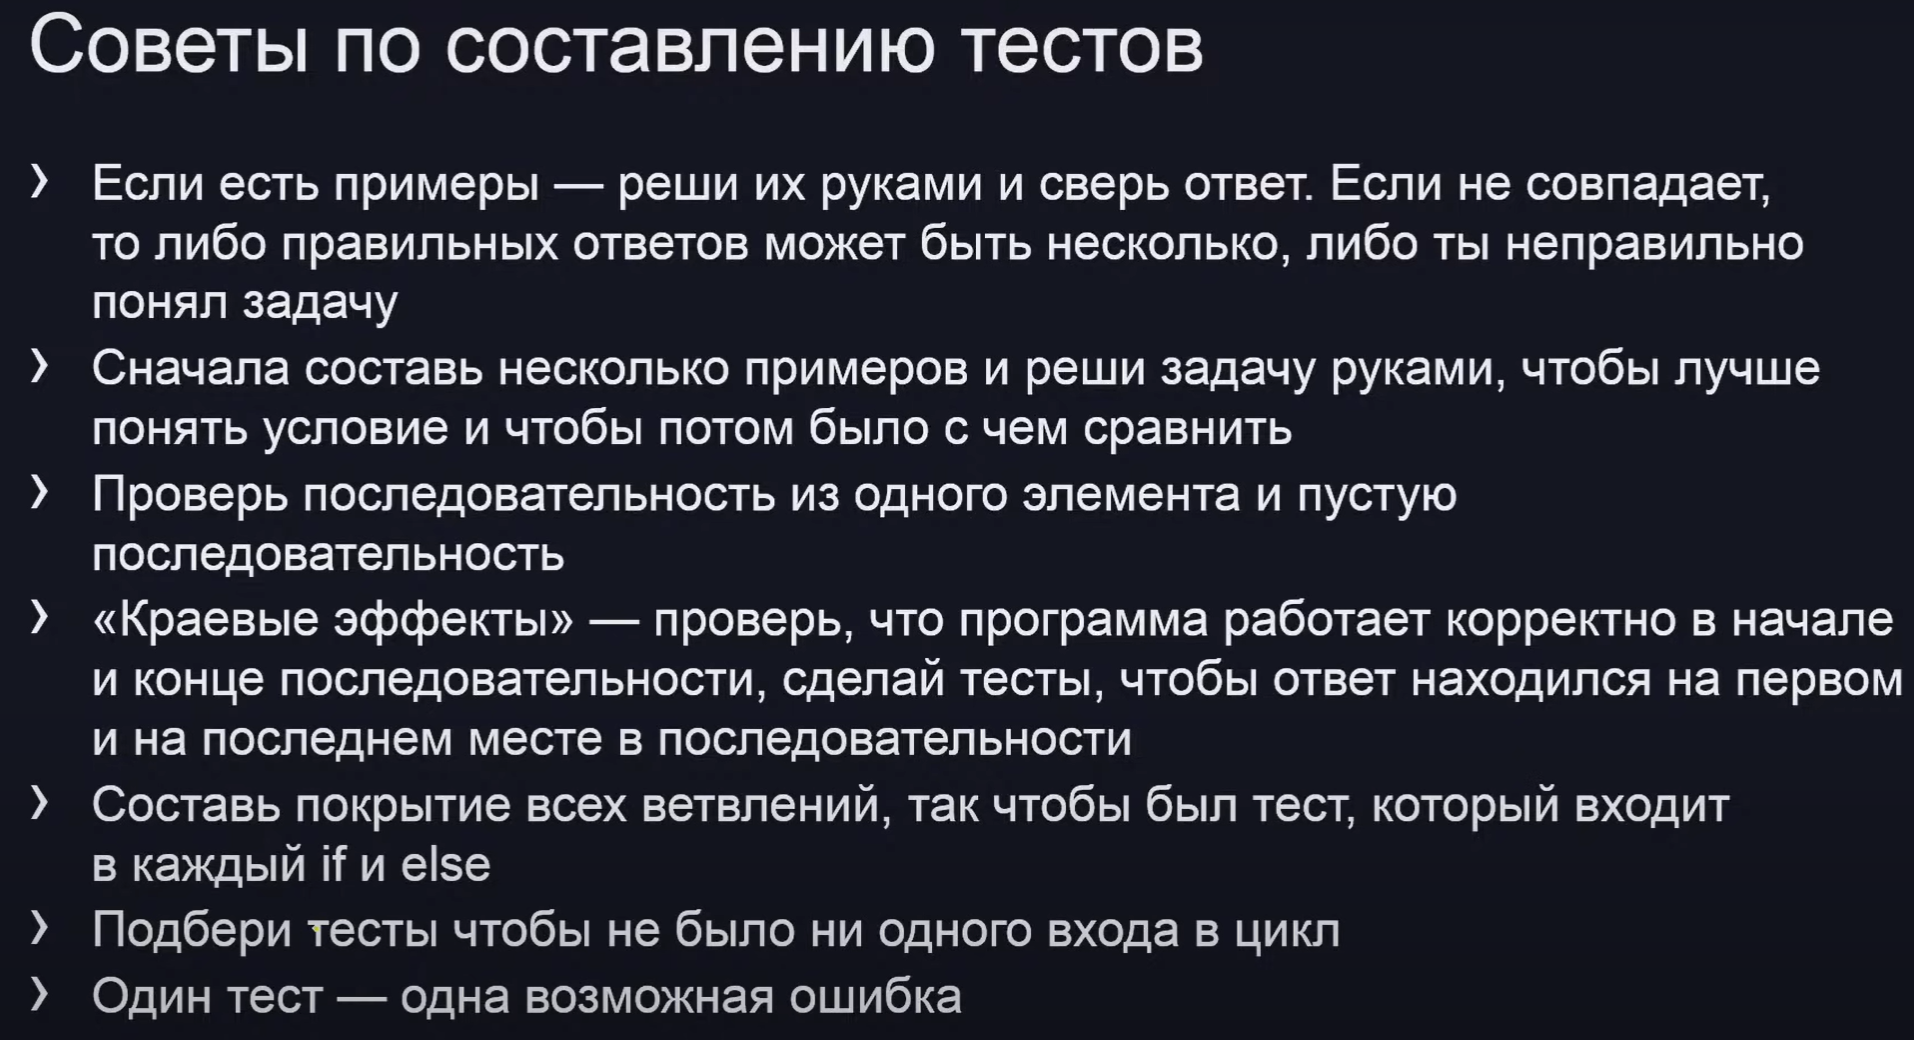 Советы по составлению тестов
› Если есть примеры — реши их руками и сверь ответ. Если не совпадает,
то либо правильных ответов может быть несколько, либо ты неправильно
понял задачу
› Сначала составь несколько примеров и реши задачу руками, чтобы лучше
понять условие и чтобы потом было с чем сравнить
› Проверь последовательность из одного элемента и пустую
последовательность
› «Краевые эффекты» — проверь, что программа работает корректно в начале
и конце последовательности, сделай тесты, чтобы ответ находился на первом
и на последнем месте в последовательности
› Составь покрытие всех ветвлений, так чтобы был тест, который входит
в каждый if и else
› Подбери тесты чтобы не было ни одного входа в цикл
› Один тест — одна возможная ошибка